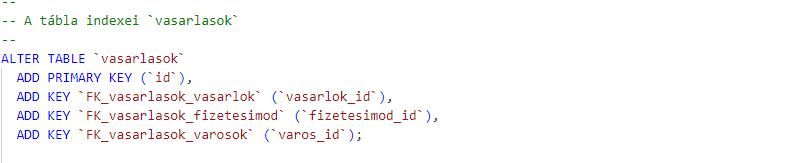 --
-- A tábla indexei `vasarlasok`
--
ALTER TABLE `vasarlasok`
  ADD PRIMARY KEY (`id`),
  ADD KEY `FK_vasarlasok_vasarlok` (`vasarlok_id`),
  ADD KEY `FK_vasarlasok_fizetesimod` (`fizetesimod_id`),
  ADD KEY `FK_vasarlasok_varosok` (`varos_id`);